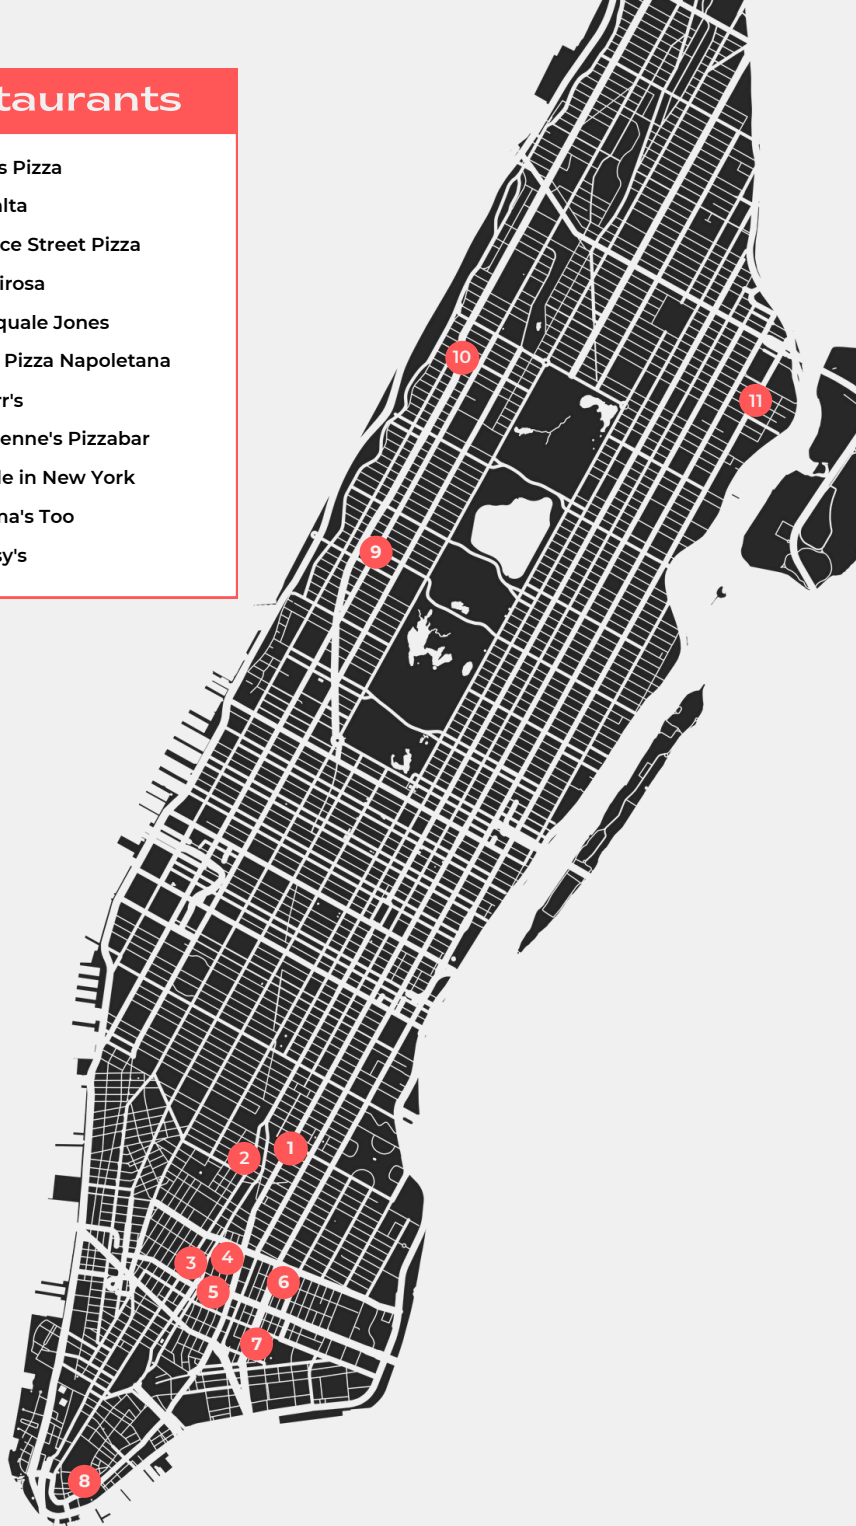 taurants
s Pizza
alta
ce Street Pizza
irosa
quale Jones
Pizza Napoletana
r's
enne's Pizzabar
le in New York
na's Too
sy's
10
11
9
1
2
3
4
5
6
7
8